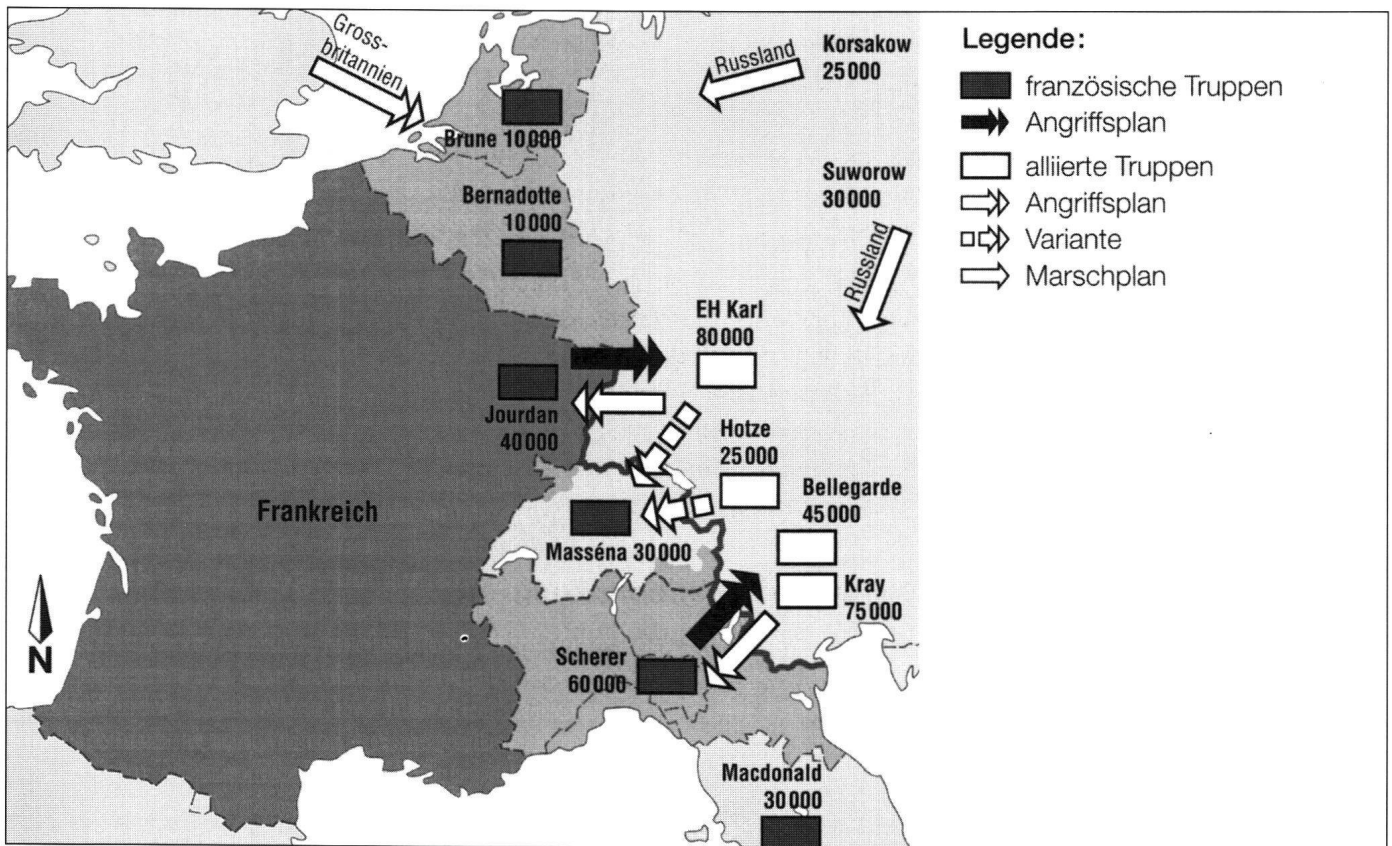 Gross-
britannien
Russland
Korsakow
25 000
Brune 10 000
Suworow
30 000
Bernadotte
10 000
Russland
EH Karl
80 000
Jourdan
40 000
Hotze
25 000
Bellegarde
45 000
Frankreich
Masséna 30 000
Kray
75 000
N
Scherer
60 000
Macdonald
30 000
Legende:
französische Truppen
Angriffsplan
alliierte Truppen
Angriffsplan
Variante
Marschplan